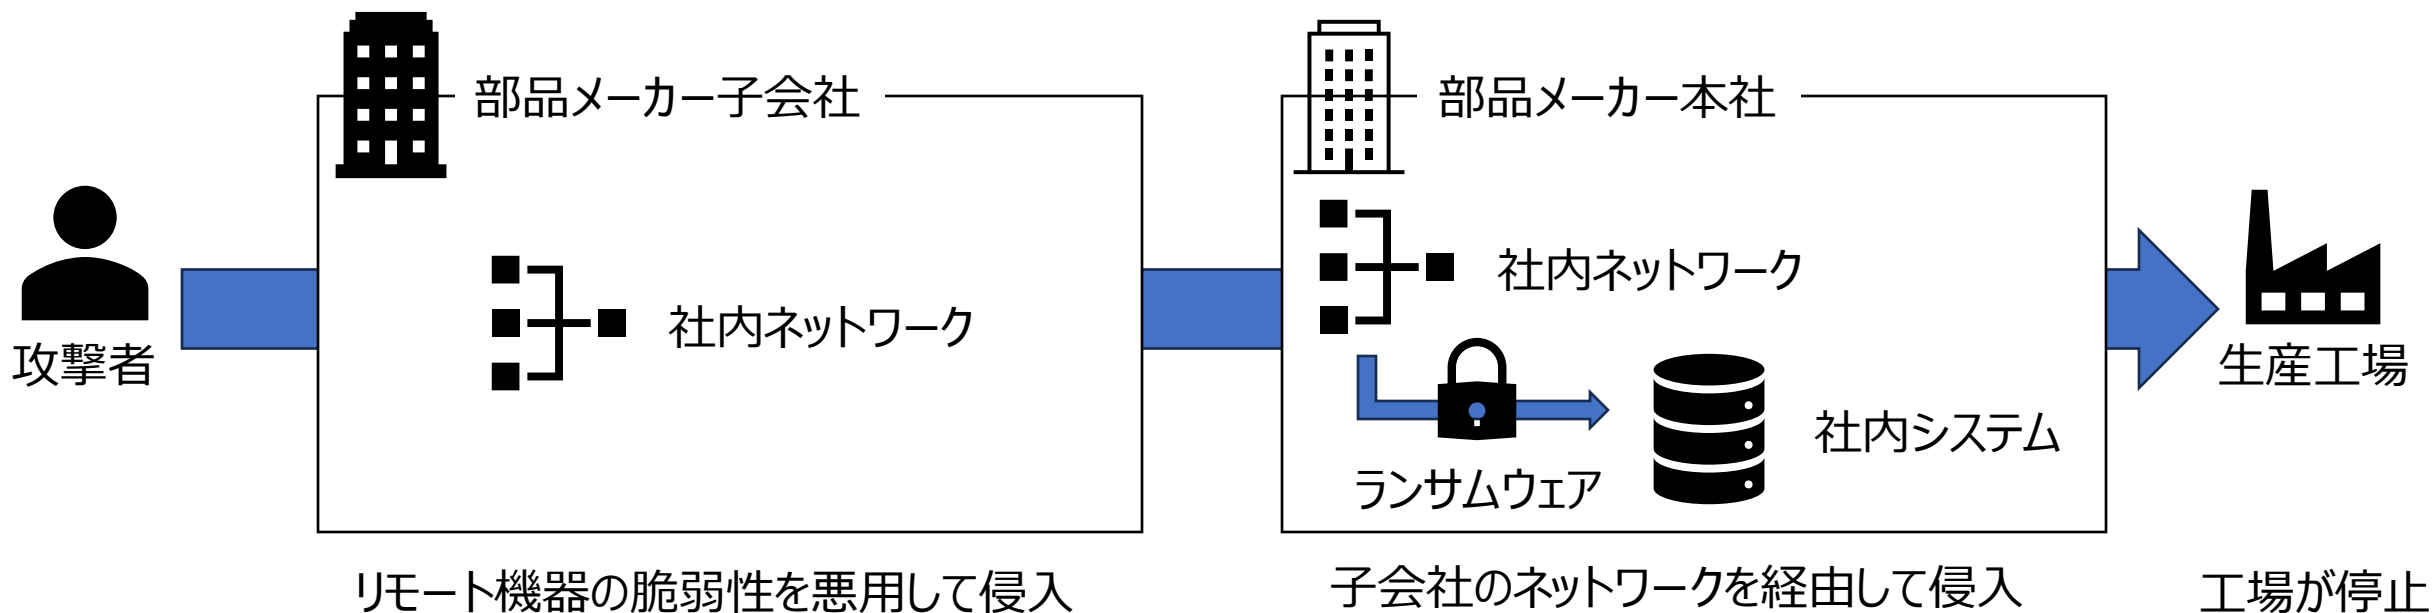 部品メーカー子会社
部品メーカー本社
社内ネットワーク
社内ネットワーク
攻撃者
生産工場
社内システム
ランサムウェア
リモート機器の脆弱性を悪用して侵入
子会社のネットワークを経由して侵入
工場が停止